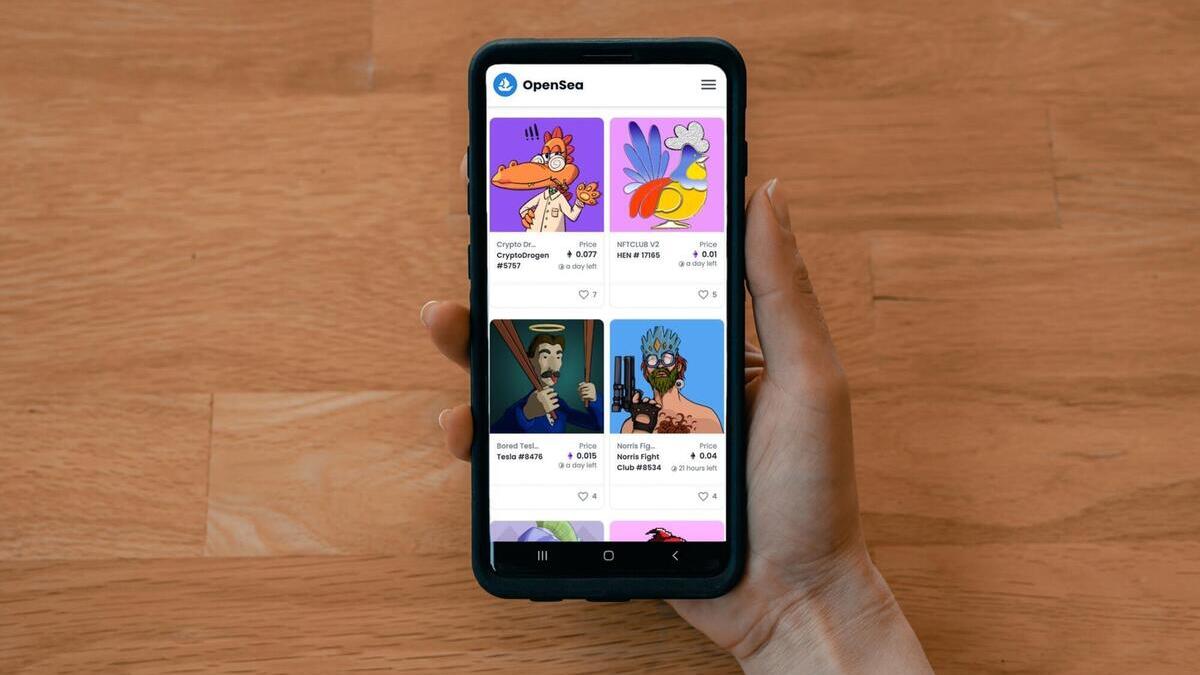 OpenSea
!!!
Crypto Dr... Price
CryptoDrogen 0.077
#5757 a day left
7
NFTCLUB V2 Price
HEN # 17165 0.01
a day left
5
Bored Tesl... Price
Tesla #8476 0.015
a day left
4
Norris Fig... Price
Norris Fight 0.04
Club #8534 21 hours left
4